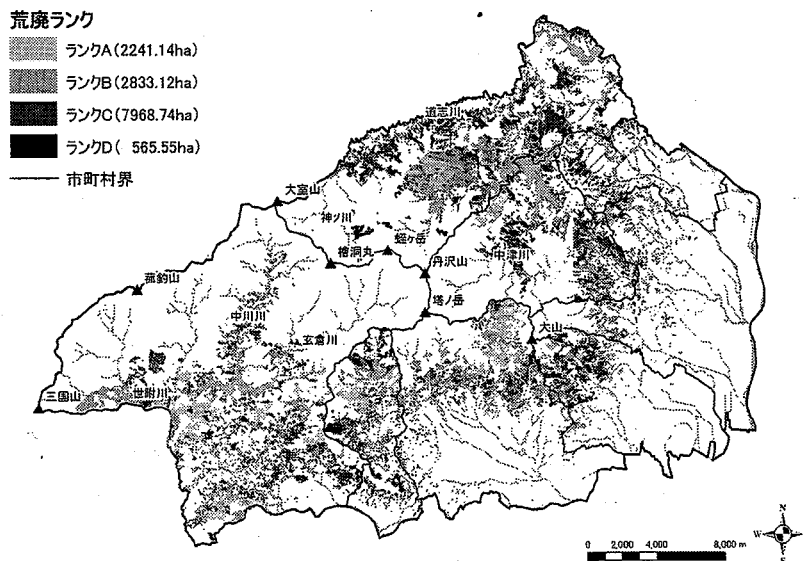 荒廃ランク
ランクA(2241.14ha)
ランクB(2833.12ha)
ランクC(7968.74ha)
ランクD( 565.55ha)
市町村界
道志川
大室山
神ノ川
蛭ヶ岳
檜洞丸
中津川
丹沢山
菰釣山
塔ノ岳
中川川
大山
玄倉川
三国山
世附川
N
W
E
S
0 2,000 4,000 8,000 m